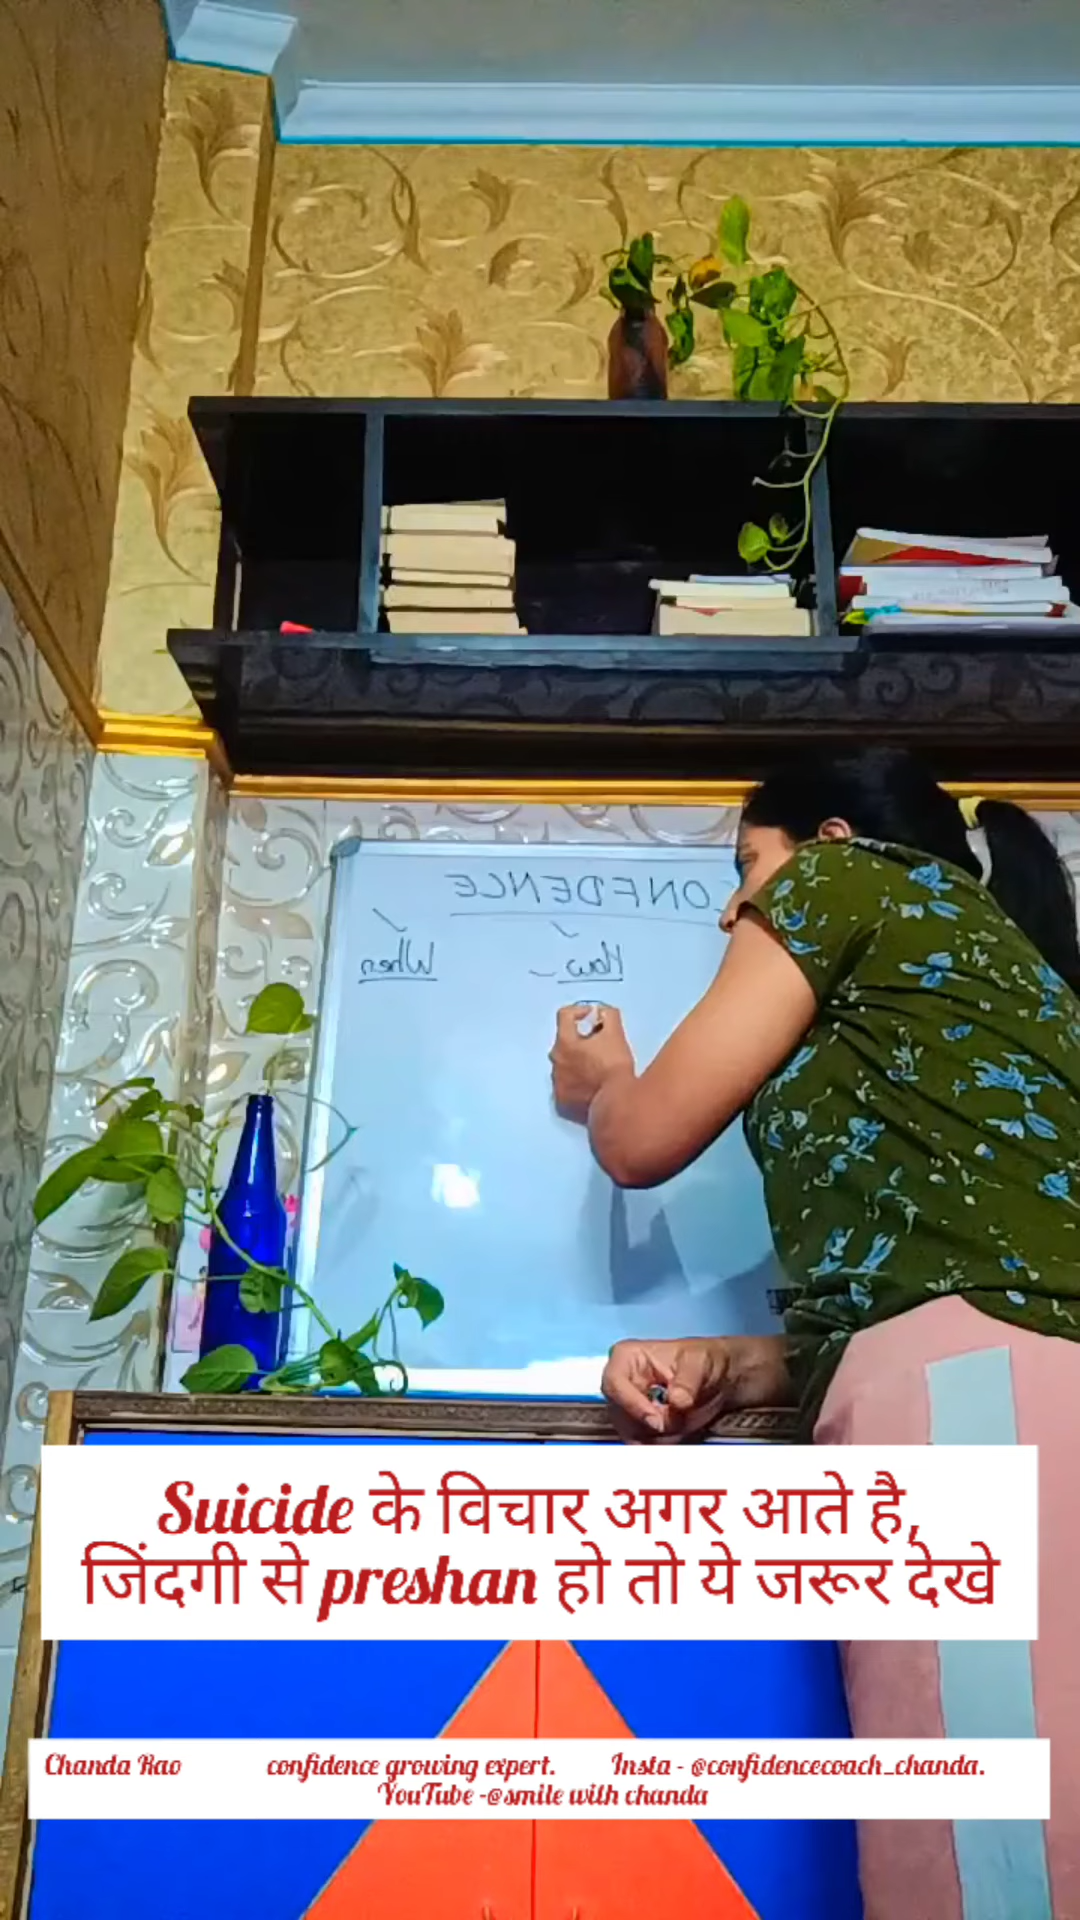 CONFIDENCE
When
How
Suicide के विचार अगर आते है,
जिंदगी से preshan हो तो ये जरूर देखे
Chanda Rao confidence growing expert. Insta - @confidencecoach_chanda.
YouTube -@smile with chanda